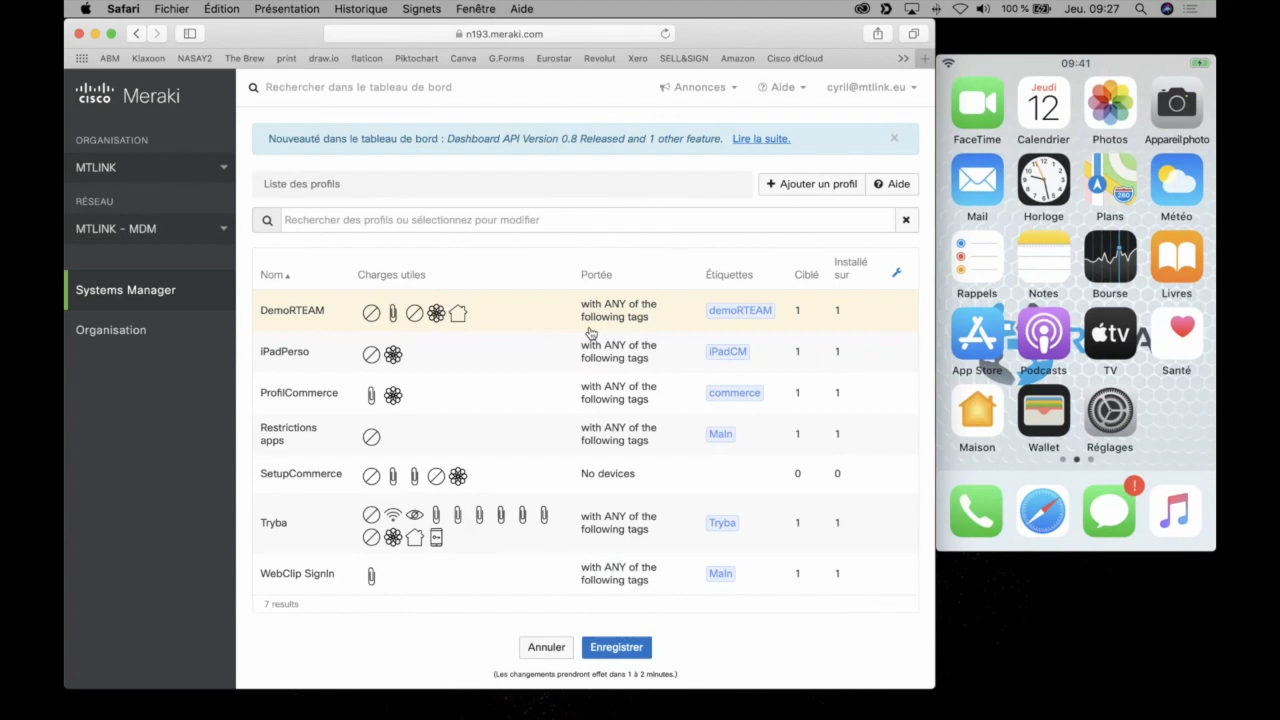 Safari Fichier Édition Présentation Historique Signets Fenêtre Aide 100 % Jeu. 09:27
n193.meraki.com
ABM Klaxoon NASAY2 The Brew print draw.io flaticon Piktochart Canva G.Forms Eurostar Revolut Xero SELL&SIGN Amazon Cisco dCloud >>
CISCO Meraki
Rechercher dans le tableau de bord
Annonces
Aide
cyril@mtlink.eu
ORGANISATION
MTLINK
RÉSEAU
MTLINK - MDM
Systems Manager
Organisation
Nouveauté dans le tableau de bord : Dashboard API Version 0.8 Released and 1 other feature. Lire la suite.
Liste des profils
+ Ajouter un profil
Aide
Rechercher des profils ou sélectionnez pour modifier
Nom Charges utiles Portée Étiquettes Ciblé Installé
sur
DemoRTEAM with ANY of the demoRTEAM 1 1
following tags
iPadPerso with ANY of the iPadCM 1 1
following tags
ProfilCommerce with ANY of the commerce 1 1
following tags
Restrictions with ANY of the MaIn 1 1
apps following tags
SetupCommerce No devices 0 0
Tryba with ANY of the Tryba 1 1
following tags
WebClip SignIn with ANY of the MaIn 1 1
following tags
7 results
Annuler
Enregistrer
(Les changements prendront effet dans 1 à 2 minutes.)
09:41
Jeudi
12
FaceTime Calendrier Photos Appareil photo
280
Mail Horloge Plans Météo
Rappels Notes Bourse Livres
tv
App Store Podcasts TV Santé
Maison Wallet Réglages
!